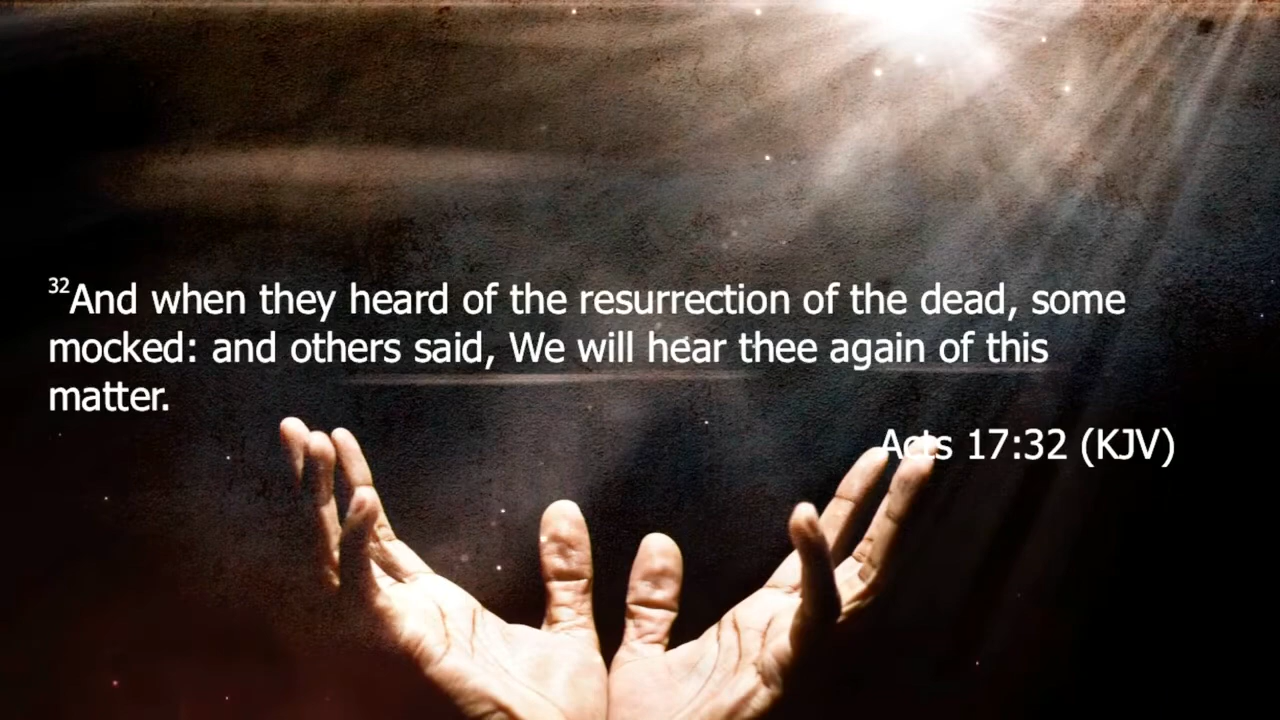 32And when they heard of the resurrection of the dead, some
mocked: and others said, We will hear thee again of this
matter.
Acts 17:32 (KJV)